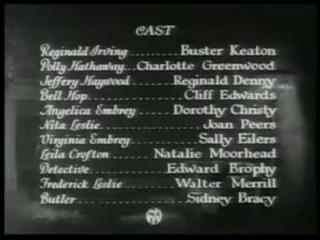 CAST
Reginald Irving ........... Buster Keaton
Polly Hathaway... Charlotte Greenwood
Jeffery Haywood ......... Reginald Denny
Bell Hop .................. Cliff Edwards
Angelica Embrey ....... Dorothy Christy
Nita Leslie ................. Joan Peers
Virginia Embrey ........... Sally Eilers
Leila Crofton ....... Natalie Moorhead
Detective ............. Edward Brophy
Frederick Leslie ........ Walter Merrill
Butler ................. Sidney Bracy